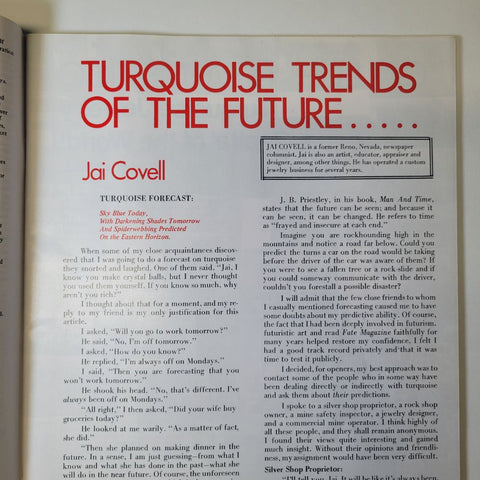 TURQUOISE TRENDS
OF THE FUTURE.....
Jai Covell
JAI COVELL is a former Reno, Nevada, newspaper
columnist. Jai is also an artist, educator, appraiser and
designer, among other things. He has operated a custom
jewelry business for several years.
TURQUOISE FORECAST:
Sky Blue Today,
With Darkening Shades Tomorrow
And Spiderwebbing Predicted
On the Eastern Horizon.
When some of my close acquaintances discov-
ered that I was going to do a forecast on turquoise
they snorted and laughed. One of them said, "Jai, I
know you make crystal balls, but I never thought
you used them yourself. If you know so much, why
aren't you rich?"
I thought about that for a moment, and my re-
ply to my friend is my only justification for this
article.
I asked, "Will you go to work tomorrow?"
He said, "No, I'm off tomorrow."
I asked, "How do you know?"
He replied, "I'm always off on Mondays."
I said, "Then you are forecasting that you
won't work tomorrow."
He shook his head. "No, that's different. I've
always been off on Mondays."
"All right," I then asked, "Did your wife buy
groceries today?"
He looked at me warily. "As a matter of fact,
she did."
"Then she planned on making dinner in the
future. In a sense, I am just guessing—from what I
know and what she has done in the past—what she
will do in the near future. Of course, the unforeseen
J. B. Priestley, in his book, Man And Time,
states that the future can be seen; and because it
can be seen, it can be changed. He refers to time
as "frayed and insecure at each end."
Imagine you are rockhounding high in the
mountains and notice a road far below. Could you
predict the turns a car on the road would be taking
before the driver of the car was aware of them? If
you were to see a fallen tree or a rock-slide and if
you could someway communicate with the driver,
couldn't you forestall a possible disaster?
I will admit that the few close friends to whom
I casually mentioned forecasting caused me to have
some doubts about my predictive ability. Of course,
the fact that I had been deeply involved in futurism,
futuristic art and read Fate Magazine faithfully for
many years helped restore my confidence. I felt I
had a good track record privately and that it was
time to test it publicly.
I decided, for openers, my best approach was to
contact some of the people who in some way have
been dealing directly or indirectly with turquoise
and ask them about their predictions.
I spoke to a silver shop proprietor, a rock shop
owner, a mine safety inspector, a jewelry designer,
and a commercial mine operator. I think highly of
all these people, and they shall remain anonymous.
I found their views quite interesting and gained
much insight. Without their opinions and friendli-
ness, my assignment would have been very difficult.
Silver Shop Proprietor:
"I'll tell you, Jai. It will be like it's always been.